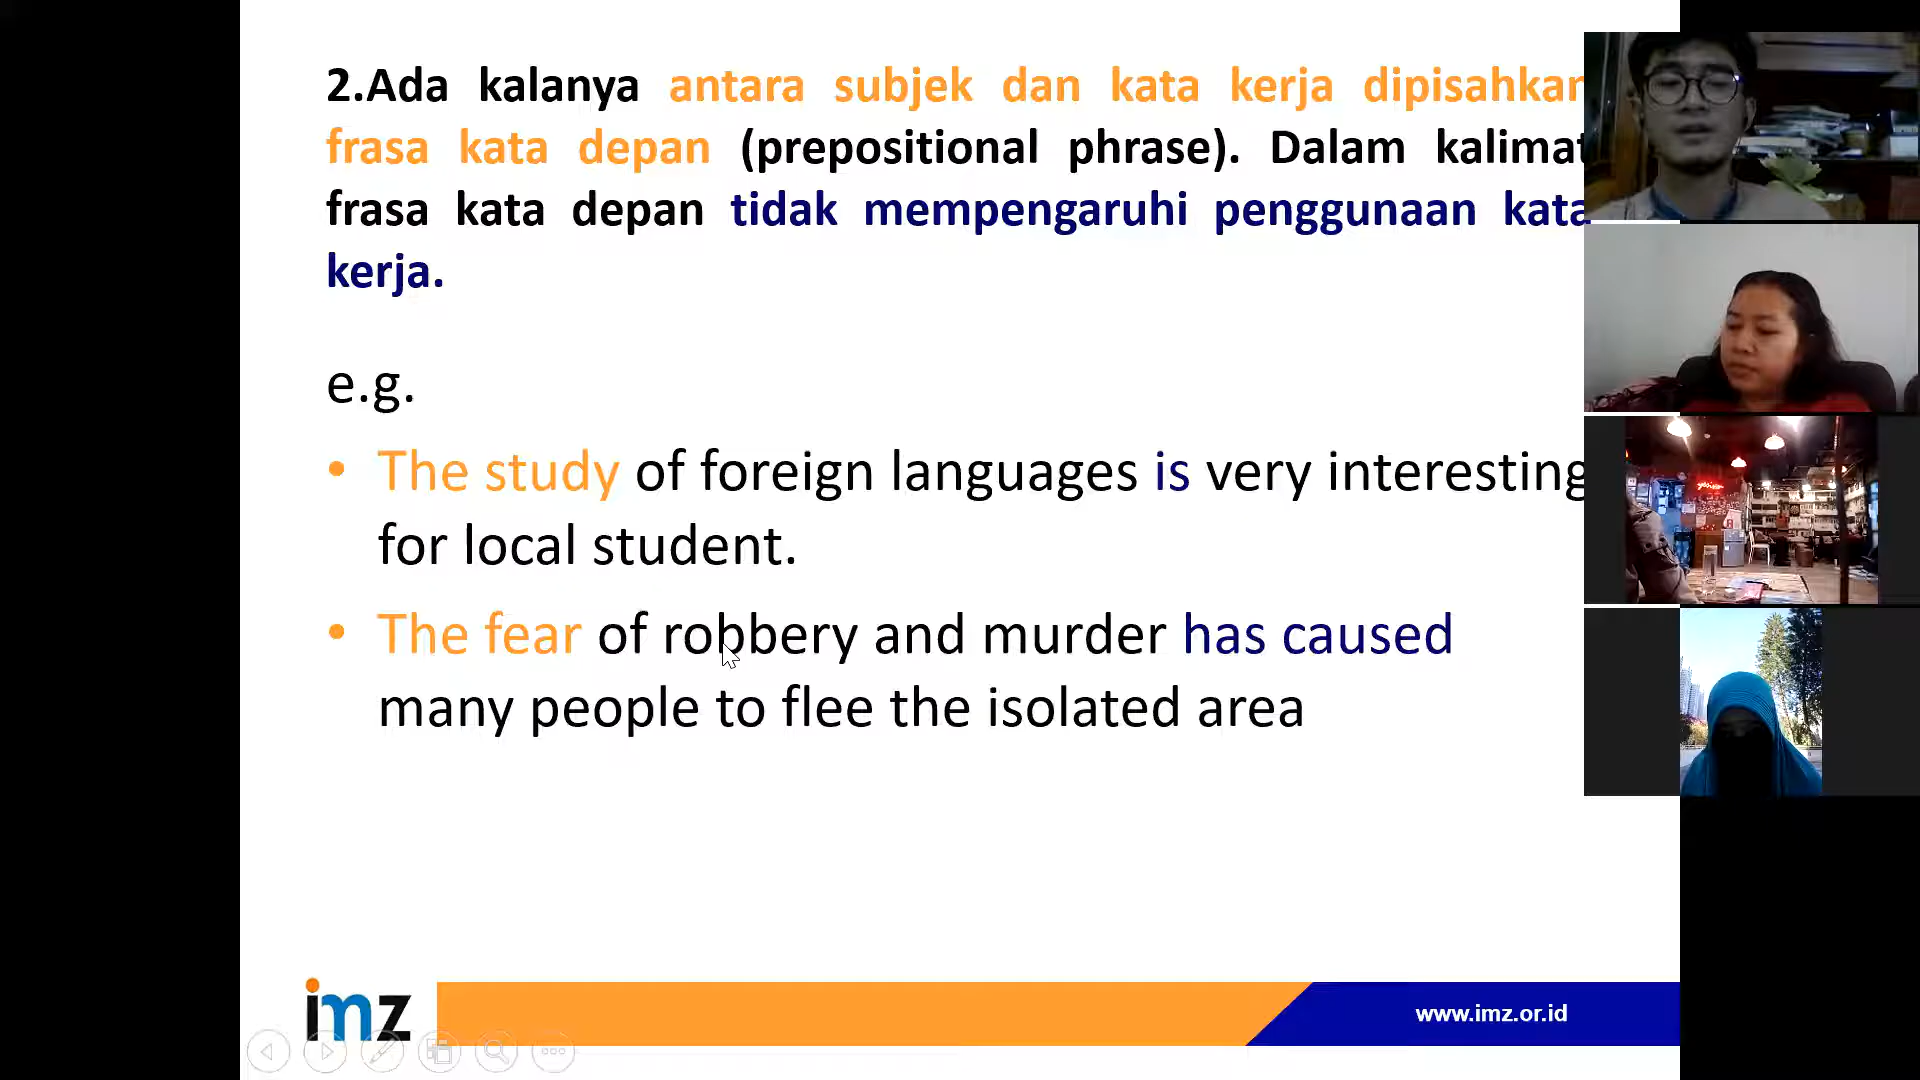 2.Ada kalanya antara subjek dan kata kerja dipisahkan
frasa kata depan (prepositional phrase). Dalam kalimat
frasa kata depan tidak mempengaruhi penggunaan kata
kerja.
e.g.
• The study of foreign languages is very interesting
for local student.
• The fear of robbery and murder has caused
many people to flee the isolated area
imz
www.imz.or.id